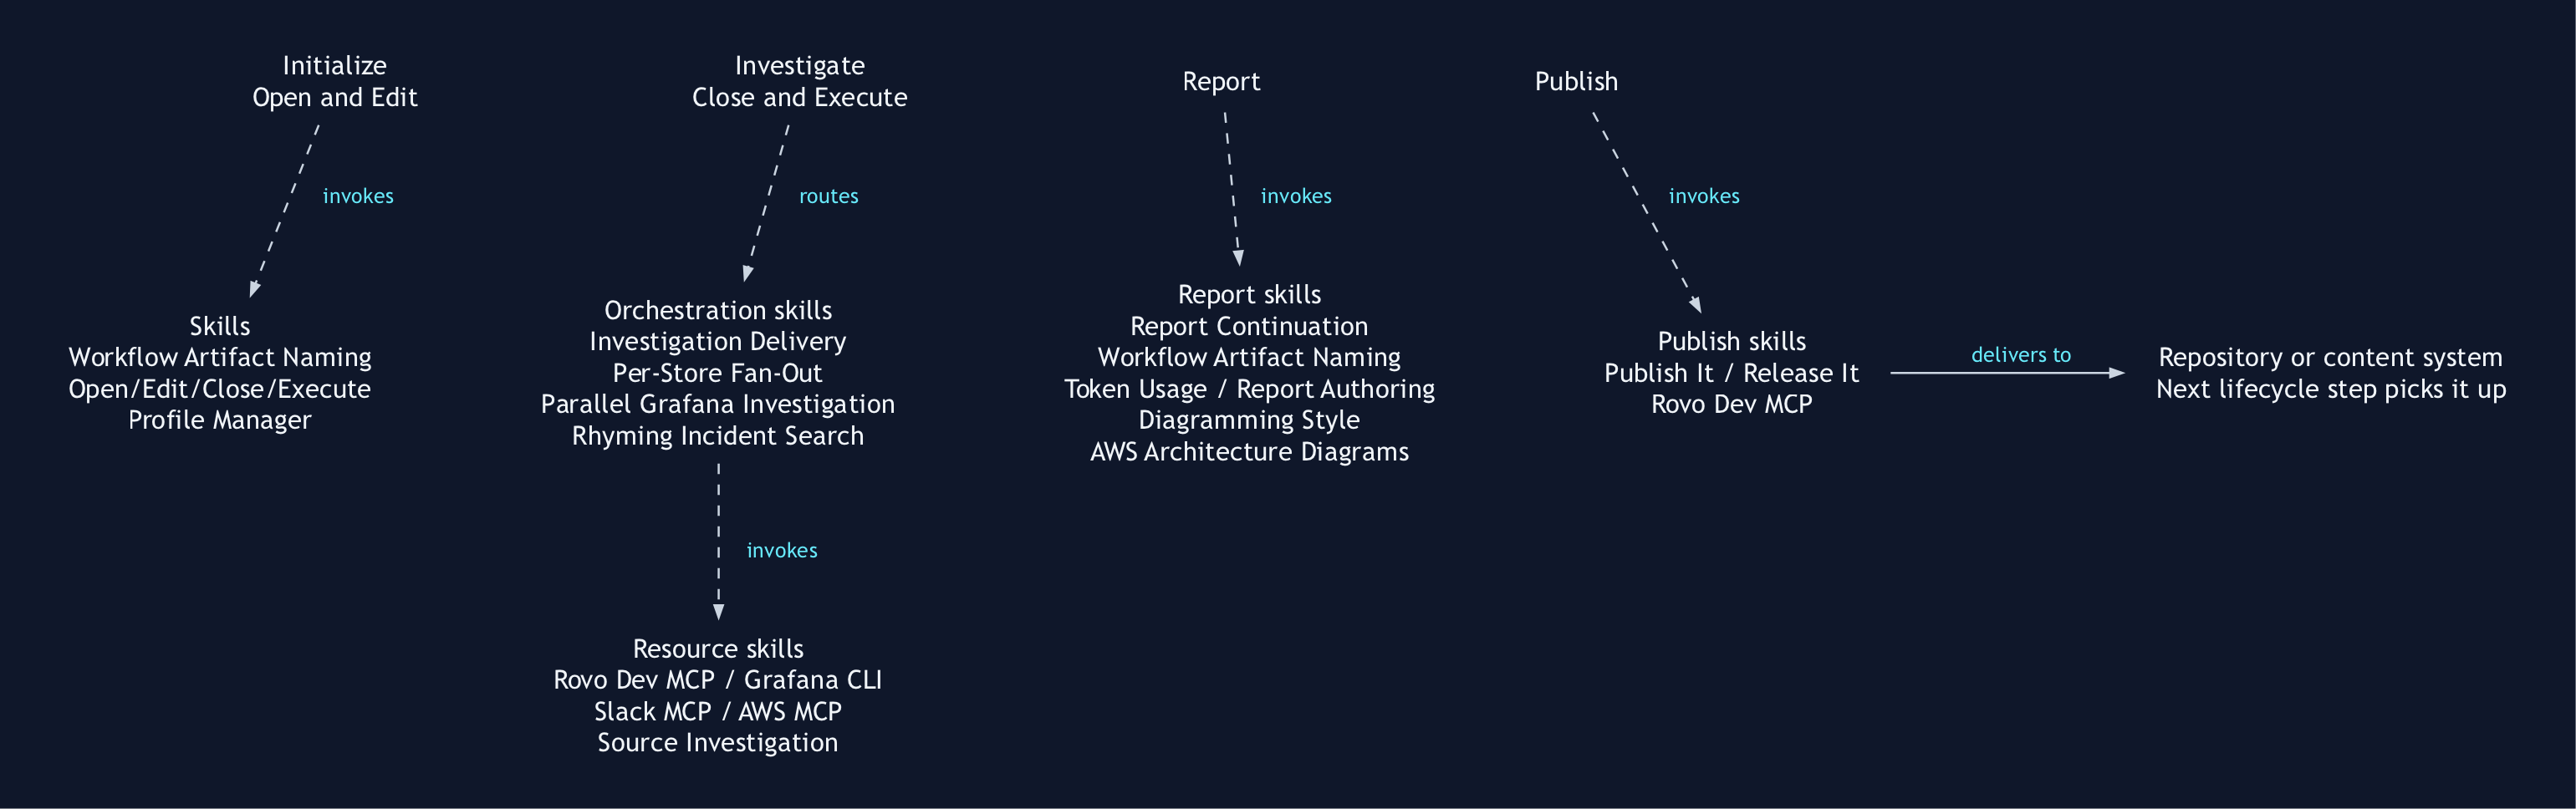 Initialize
Open and Edit
Investigate
Close and Execute
Report
Publish
invokes
routes
invokes
invokes
Skills
Workflow Artifact Naming
Open/Edit/Close/Execute
Profile Manager
Orchestration skills
Investigation Delivery
Per-Store Fan-Out
Parallel Grafana Investigation
Rhyming Incident Search
Report skills
Report Continuation
Workflow Artifact Naming
Token Usage / Report Authoring
Diagramming Style
AWS Architecture Diagrams
Publish skills
Publish It / Release It
Rovo Dev MCP
delivers to
Repository or content system
Next lifecycle step picks it up
invokes
Resource skills
Rovo Dev MCP / Grafana CLI
Slack MCP / AWS MCP
Source Investigation